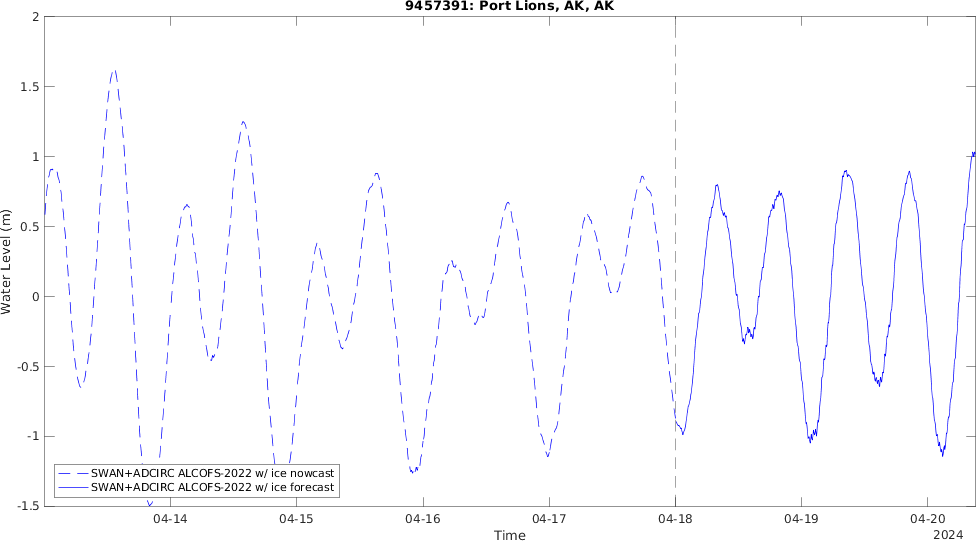 9457391: Port Lions, AK, AK
2
1.5
1
0.5
0
-0.5
-1
-1.5
Water Level (m)
SWAN+ADCIRC ALCOFS-2022 w/ ice nowcast
SWAN+ADCIRC ALCOFS-2022 w/ ice forecast
04-14 04-15 04-16 04-17 04-18 04-19 04-20
Time
2024